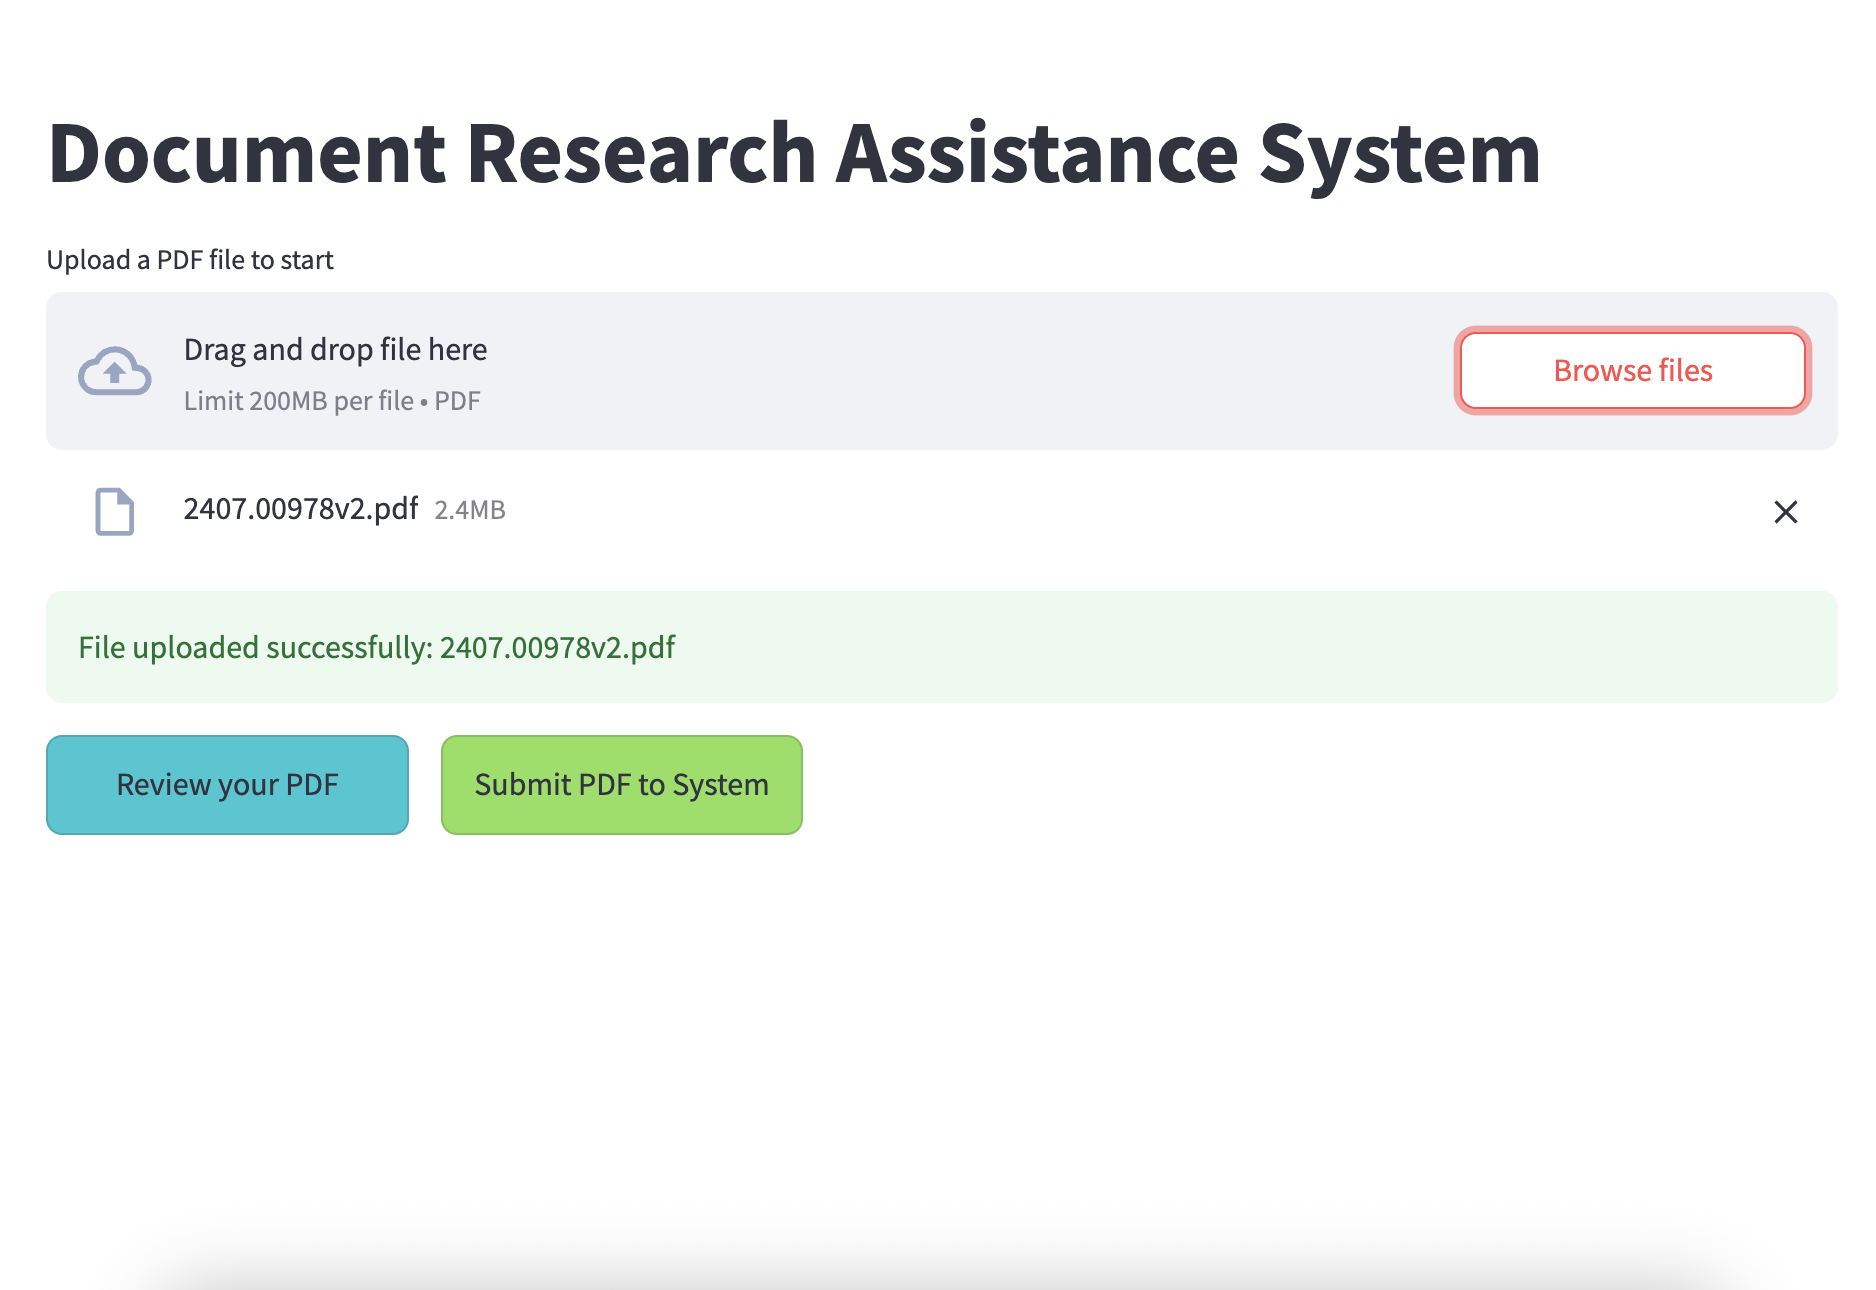 Document Research Assistance System
Upload a PDF file to start
Drag and drop file here
Limit 200MB per file • PDF
Browse files
2407.00978v2.pdf 2.4MB
File uploaded successfully: 2407.00978v2.pdf
Review your PDF
Submit PDF to System